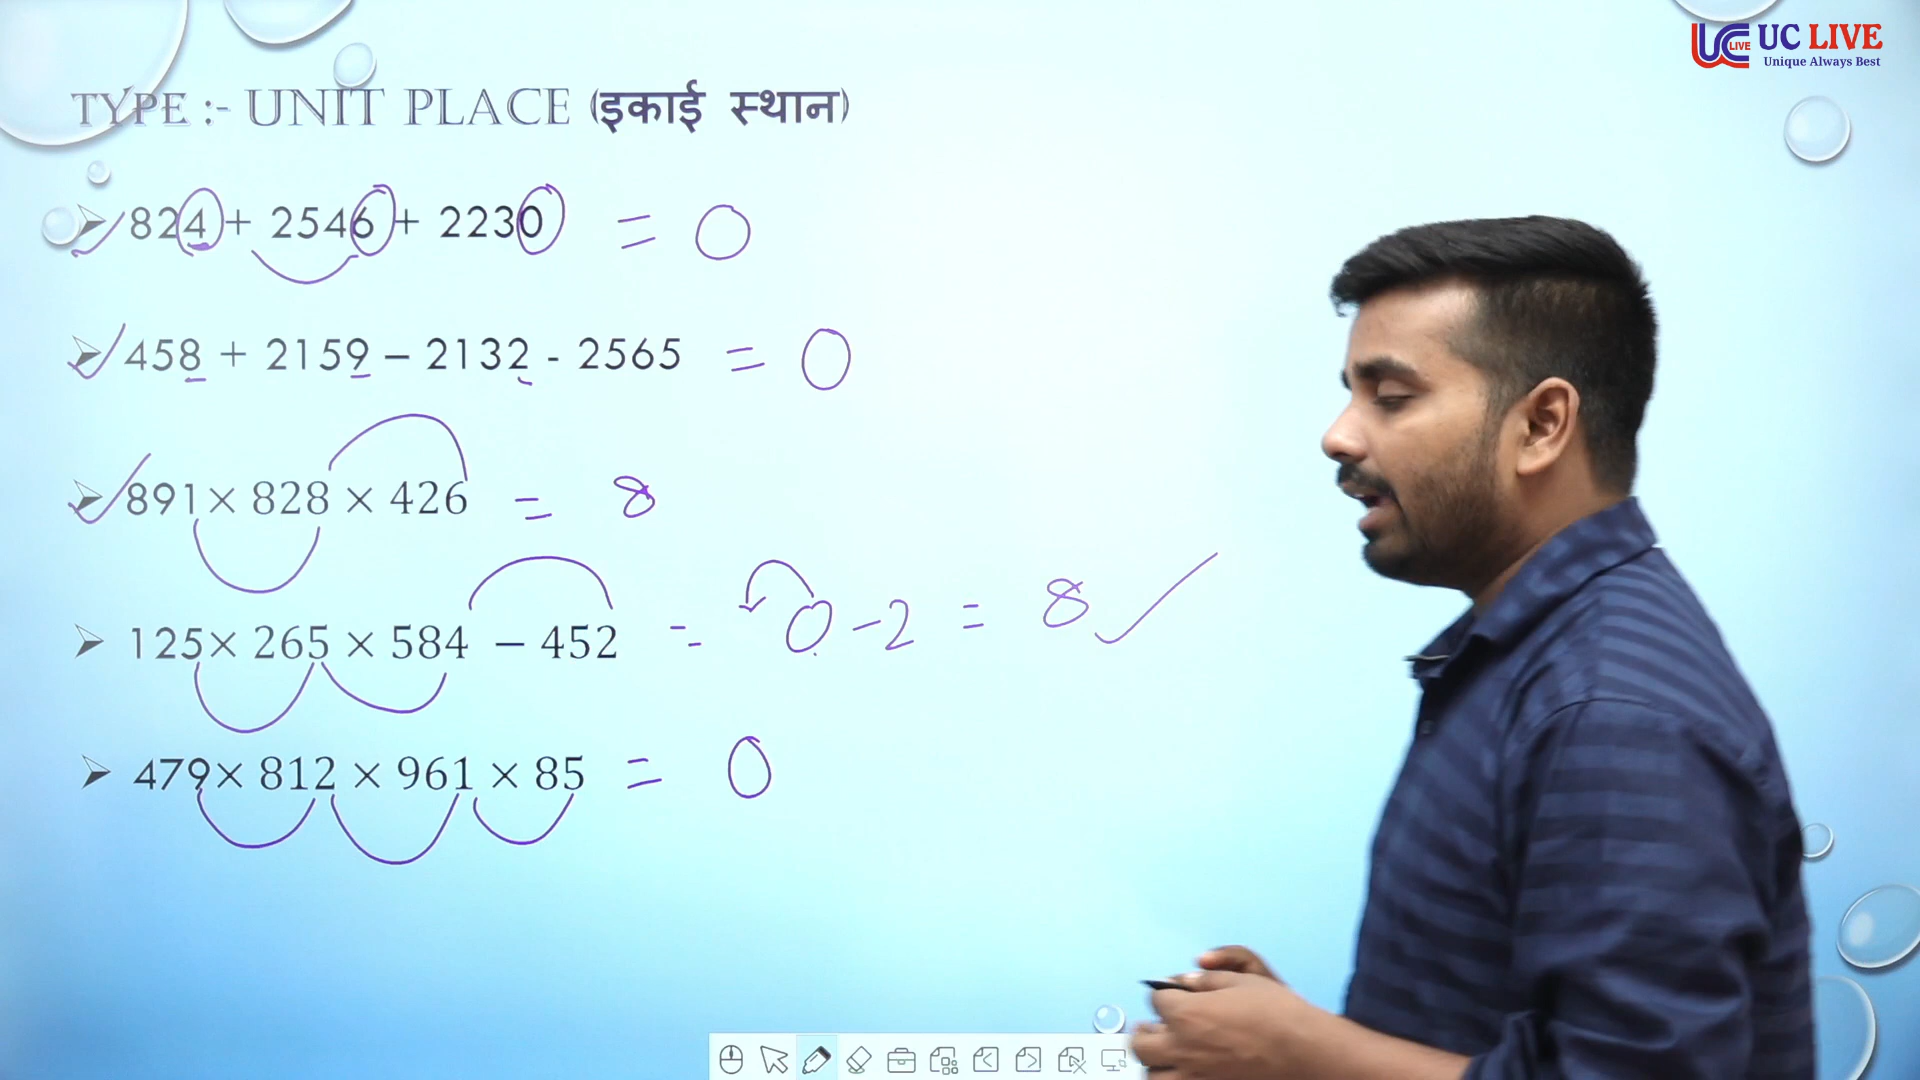 UC LIVE
LIVE
Unique Always Best
TYPE :- UNIT PLACE (इकाई स्थान)
824 + 2546 + 2230 = 0
458 + 2159 – 2132 - 2565 = 0
891× 828 × 426 = 8
125× 265 × 584 – 452 = 0 - 2 = 8
479× 812 × 961 × 85 = 0